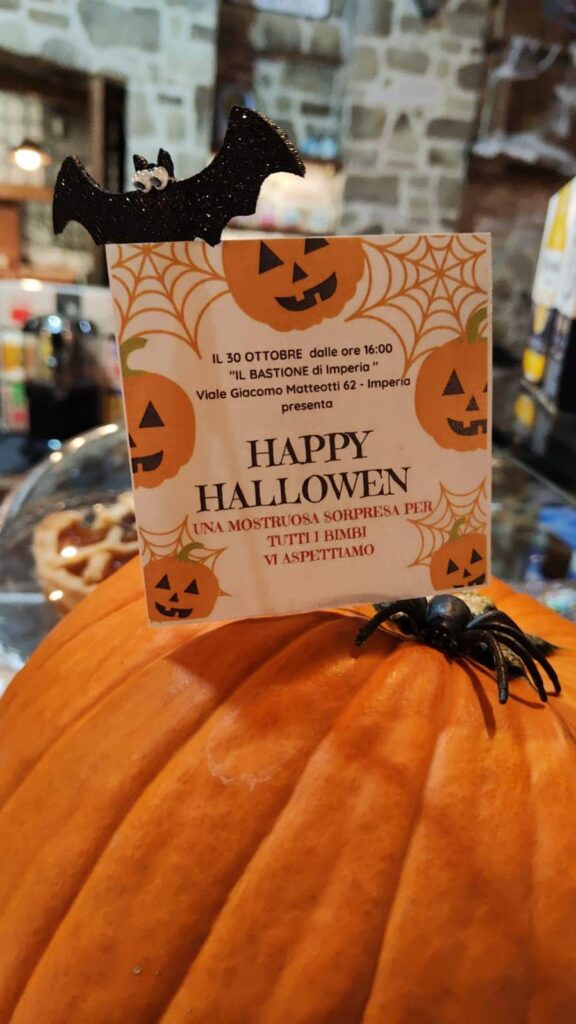 IL 30 OTTOBRE dalle ore 16:00
"IL BASTIONE di Imperia "
Viale Giacomo Matteotti 62 - Imperia
presenta
HAPPY
HALLOWEN
UNA MOSTRUOSA SORPRESA PER
TUTTI I BIMBI
VI ASPETTIAMO